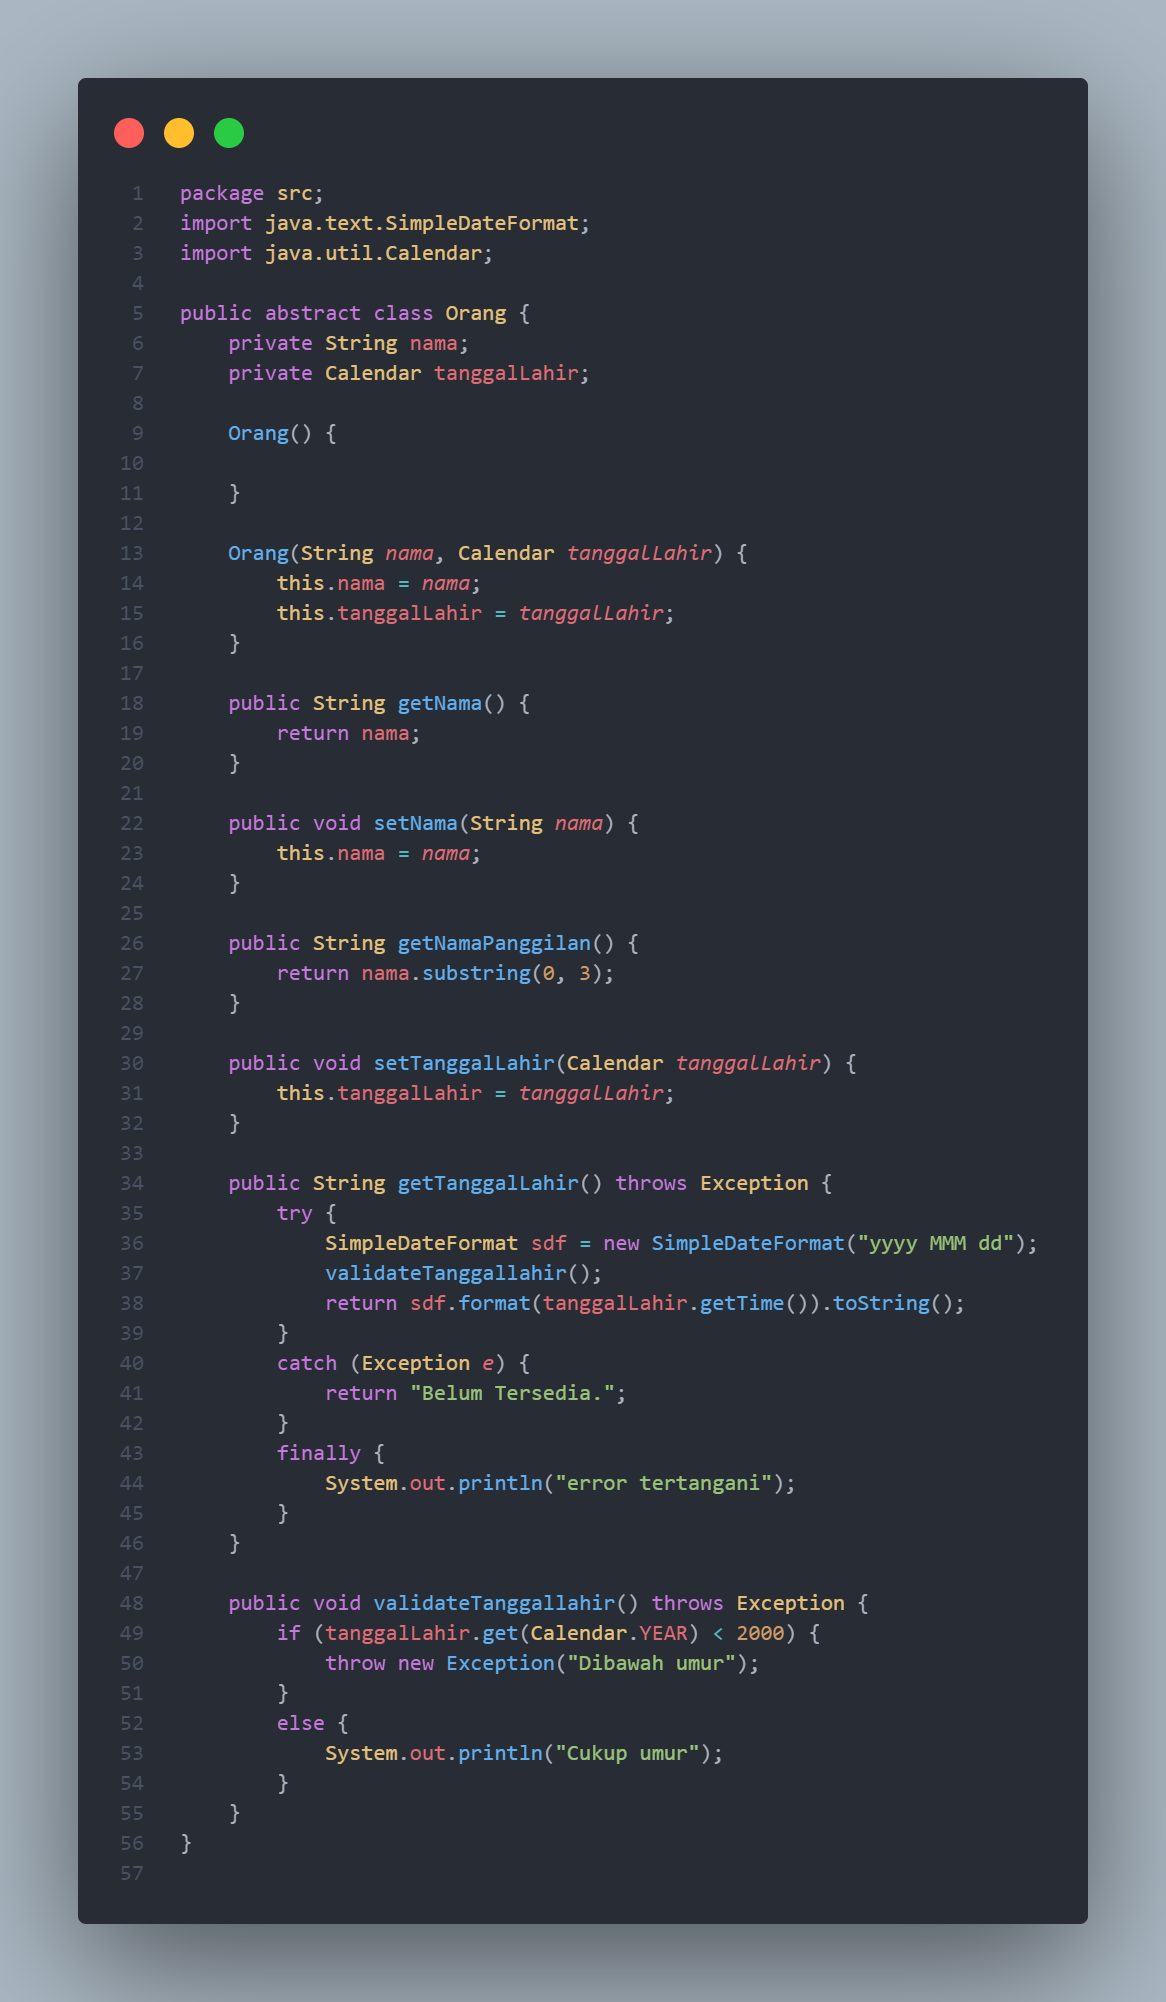 1 package src;
2 import java.text.SimpleDateFormat;
3 import java.util.Calendar;
4
5 public abstract class Orang {
6     private String nama;
7     private Calendar tanggalLahir;
8
9     Orang() {
10
11     }
12
13     Orang(String nama, Calendar tanggalLahir) {
14         this.nama = nama;
15         this.tanggalLahir = tanggalLahir;
16     }
17
18     public String getNama() {
19         return nama;
20     }
21
22     public void setNama(String nama) {
23         this.nama = nama;
24     }
25
26     public String getNamaPanggilan() {
27         return nama.substring(0, 3);
28     }
29
30     public void setTanggalLahir(Calendar tanggalLahir) {
31         this.tanggalLahir = tanggalLahir;
32     }
33
34     public String getTanggalLahir() throws Exception {
35         try {
36             SimpleDateFormat sdf = new SimpleDateFormat("yyyy MMM dd");
37             validateTanggallahir();
38             return sdf.format(tanggalLahir.getTime()).toString();
39         }
40         catch (Exception e) {
41             return "Belum Tersedia.";
42         }
43         finally {
44             System.out.println("error tertangani");
45         }
46     }
47
48     public void validateTanggallahir() throws Exception {
49         if (tanggalLahir.get(Calendar.YEAR) < 2000) {
50             throw new Exception("Dibawah umur");
51         }
52         else {
53             System.out.println("Cukup umur");
54         }
55     }
56 }
57